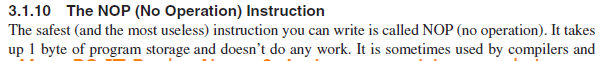 3.1.10 The NOP (No Operation) Instruction
The safest (and the most useless) instruction you can write is called NOP (no operation). It takes
up 1 byte of program storage and doesn’t do any work. It is sometimes used by compilers and